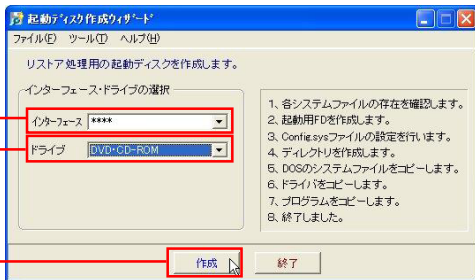 起動ディスク作成ウィザード
ファイル(F) ツール(T) ヘルプ(H)
リストア処理用の起動ディスクを作成します。
インターフェース・ドライブの選択
インターフェース ****
ドライブ DVD・CD-ROM
1、各システムファイルの存在を確認します。
2、起動用FDを作成します。
3、Config.sysファイルの設定を行います。
4、ディレクトリを作成します。
5、DOSのシステムファイルをコピーします。
6、ドライバをコピーします。
7、プログラムをコピーします。
8、終了しました。
作成 終了